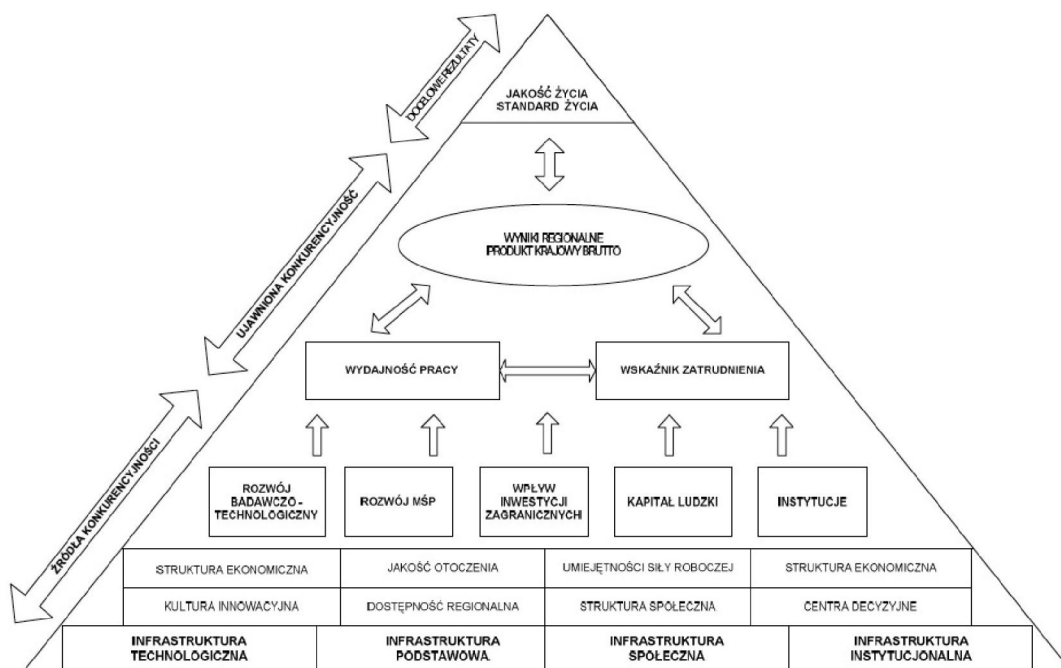 DOCELOWE REZULTATY
JAKOŚĆ ŻYCIA
STANDARD ŻYCIA
UJAWNIONA KONKURENCYJNOŚĆ
WYNIKI REGIONALNE
PRODUKT KRAJOWY BRUTTO
WYDAJNOŚĆ PRACY
WSKAŹNIK ZATRUDNIENIA
ŹRÓDŁA KONKURENCYJNOŚCI
ROZWÓJ
BADAWCZO-
TECHNOLOGICZNY
ROZWÓJ MŚP
WPŁYW
INWESTYCJI
ZAGRANICZNYCH
KAPITAŁ LUDZKI
INSTYTUCJE
STRUKTURA EKONOMICZNA
JAKOŚĆ OTOCZENIA
UMIEJĘTNOŚCI SIŁY ROBOCZEJ
STRUKTURA EKONOMICZNA
KULTURA INNOWACYJNA
DOSTĘPNOŚĆ REGIONALNA
STRUKTURA SPOŁECZNA
CENTRA DECYZYJNE
INFRASTRUKTURA
TECHNOLOGICZNA
INFRASTRUKTURA
PODSTAWOWA
INFRASTRUKTURA
SPOŁECZNA
INFRASTRUKTURA
INSTYTUCJONALNA